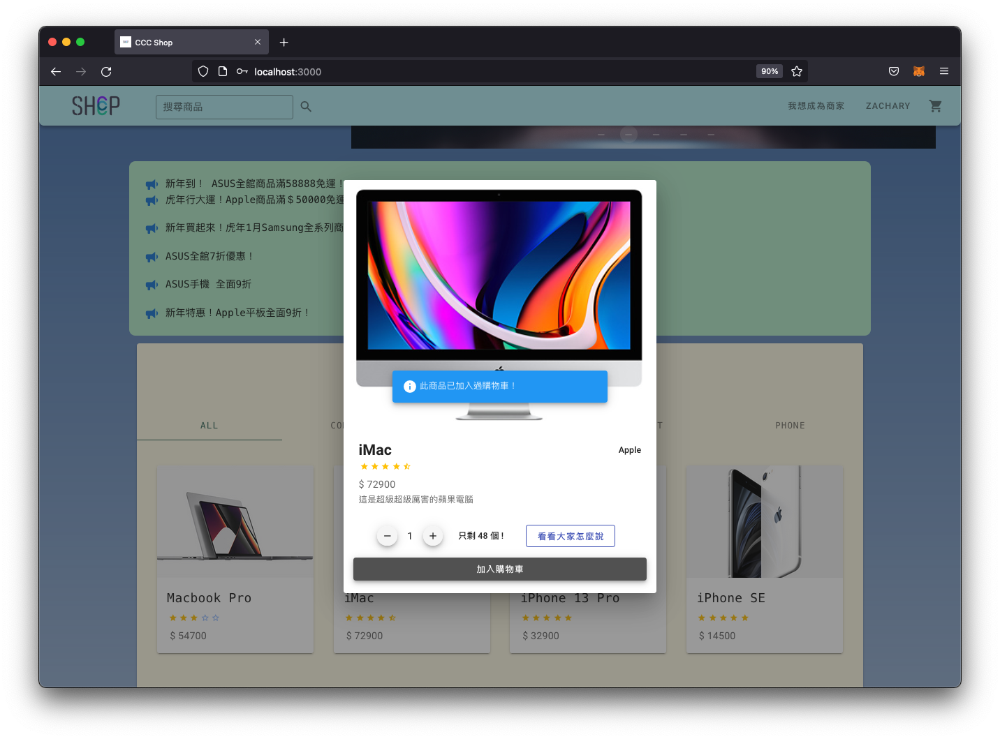 CCC Shop
localhost:3000
90%
SHOP
搜尋商品
我想成為商家
ZACHARY
新年到！ ASUS全館商品滿58888免運！
虎年行大運！Apple商品滿＄50000免運
新年買起來！虎年1月Samsung全系列商
ASUS全館7折優惠！
ASUS手機 全面9折
新年特惠！Apple平板全面9折！
此商品已加入過購物車！
ALL
CO
T
PHONE
iMac
Apple
$ 72900
這是超級超級厲害的蘋果電腦
1
只剩 48 個 !
看看大家怎麼說
加入購物車
Macbook Pro
iMac
iPhone 13 Pro
iPhone SE
$ 54700
$ 72900
$ 32900
$ 14500